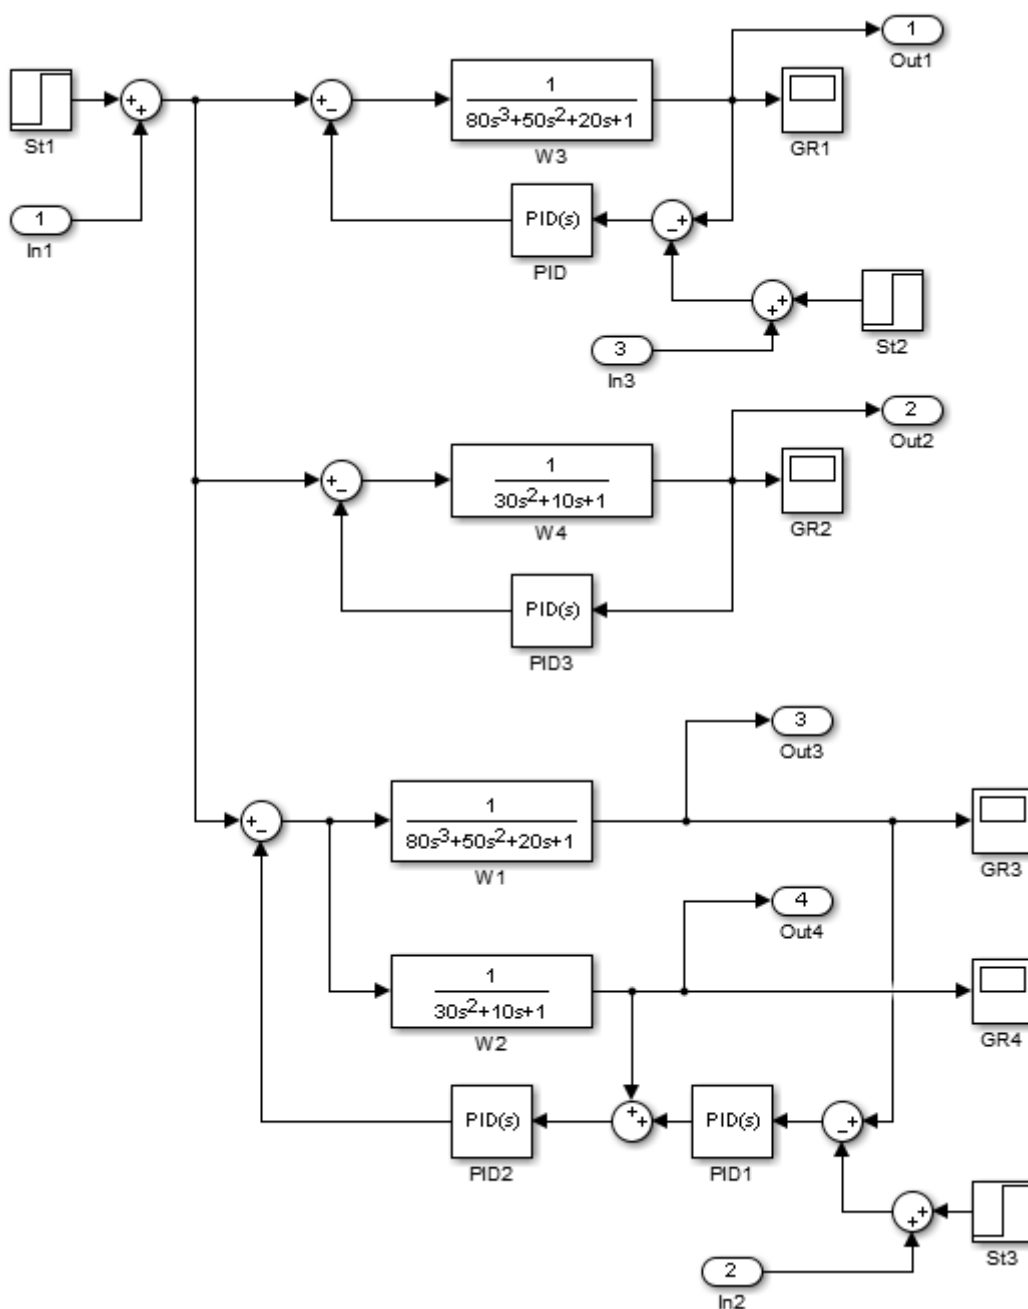 1
Out1
+
+
St1
+
−
1
80s³+50s²+20s+1
W3
GR1
1
In1
PID(s)
PID
−
+
+
+
St2
3
In3
2
Out2
+
−
1
30s²+10s+1
W4
GR2
PID(s)
PID3
3
Out3
+
−
1
80s³+50s²+20s+1
W1
GR3
4
Out4
1
30s²+10s+1
W2
GR4
PID(s)
PID2
+
+
PID(s)
PID1
−
+
+
+
St3
2
In2